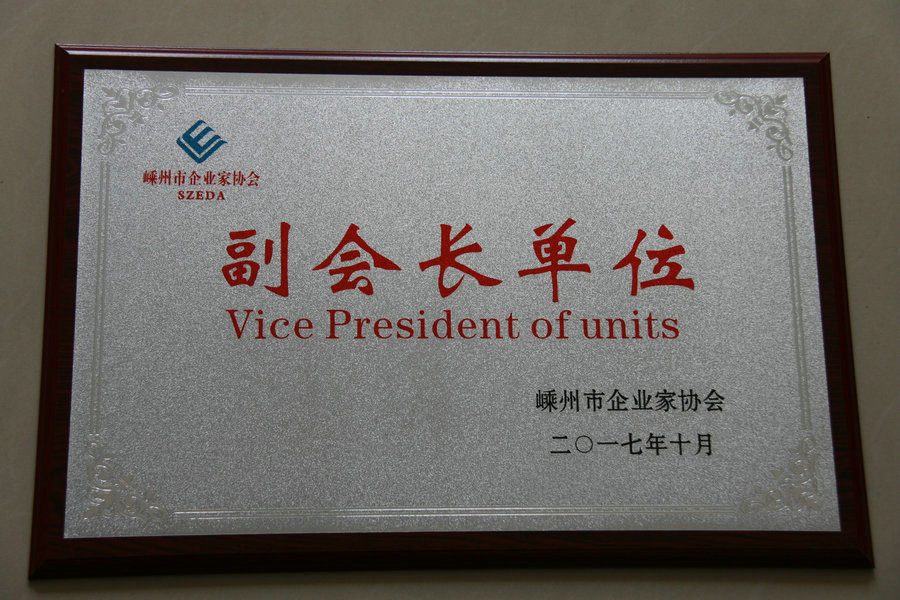 嵊州市企业家协会
SZEDA
副会长单位
Vice President of units
嵊州市企业家协会
二〇一七年十月